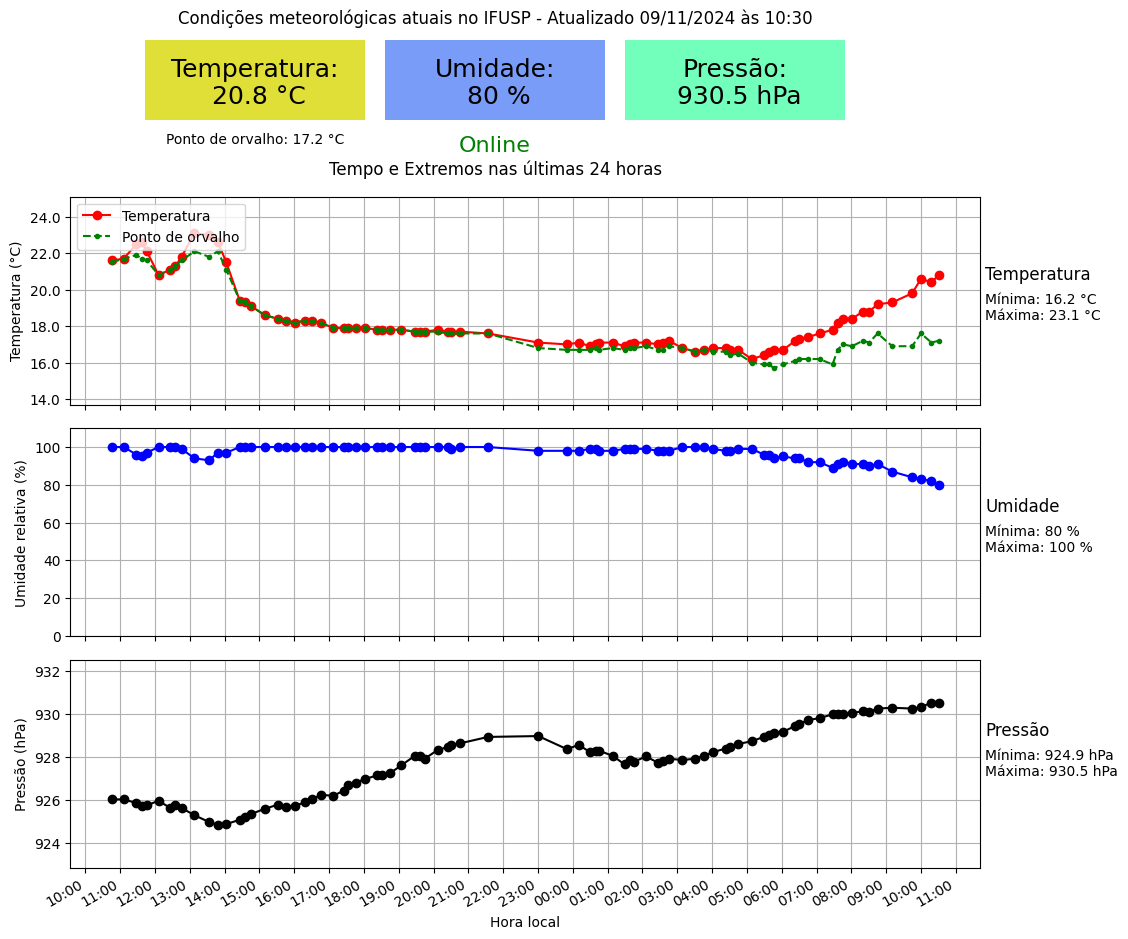 Condições meteorológicas atuais no IFUSP - Atualizado 09/11/2024 às 10:30
Temperatura:
20.8 °C
Umidade:
80 %
Pressão:
930.5 hPa
Ponto de orvalho: 17.2 °C
Online
Tempo e Extremos nas últimas 24 horas
Temperatura (°C)
24.0
22.0
20.0
18.0
16.0
14.0
Temperatura
Ponto de orvalho
Temperatura
Mínima: 16.2 °C
Máxima: 23.1 °C
Umidade relativa (%)
100
80
60
40
20
0
Umidade
Mínima: 80 %
Máxima: 100 %
Pressão (hPa)
932
930
928
926
924
Pressão
Mínima: 924.9 hPa
Máxima: 930.5 hPa
10:00 11:00 12:00 13:00 14:00 15:00 16:00 17:00 18:00 19:00 20:00 21:00 22:00 23:00 00:00 01:00 02:00 03:00 04:00 05:00 06:00 07:00 08:00 09:00 10:00 11:00
Hora local